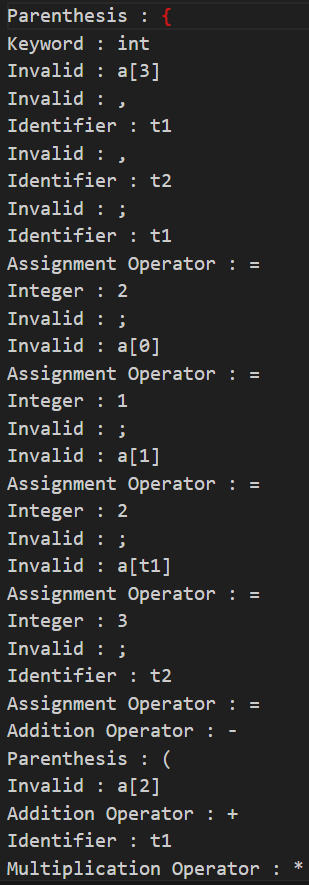 Parenthesis : {
Keyword : int
Invalid : a[3]
Invalid : ,
Identifier : t1
Invalid : ,
Identifier : t2
Invalid : ;
Identifier : t1
Assignment Operator : =
Integer : 2
Invalid : ;
Invalid : a[0]
Assignment Operator : =
Integer : 1
Invalid : ;
Invalid : a[1]
Assignment Operator : =
Integer : 2
Invalid : ;
Invalid : a[t1]
Assignment Operator : =
Integer : 3
Invalid : ;
Identifier : t2
Assignment Operator : =
Addition Operator : -
Parenthesis : (
Invalid : a[2]
Addition Operator : +
Identifier : t1
Multiplication Operator : *